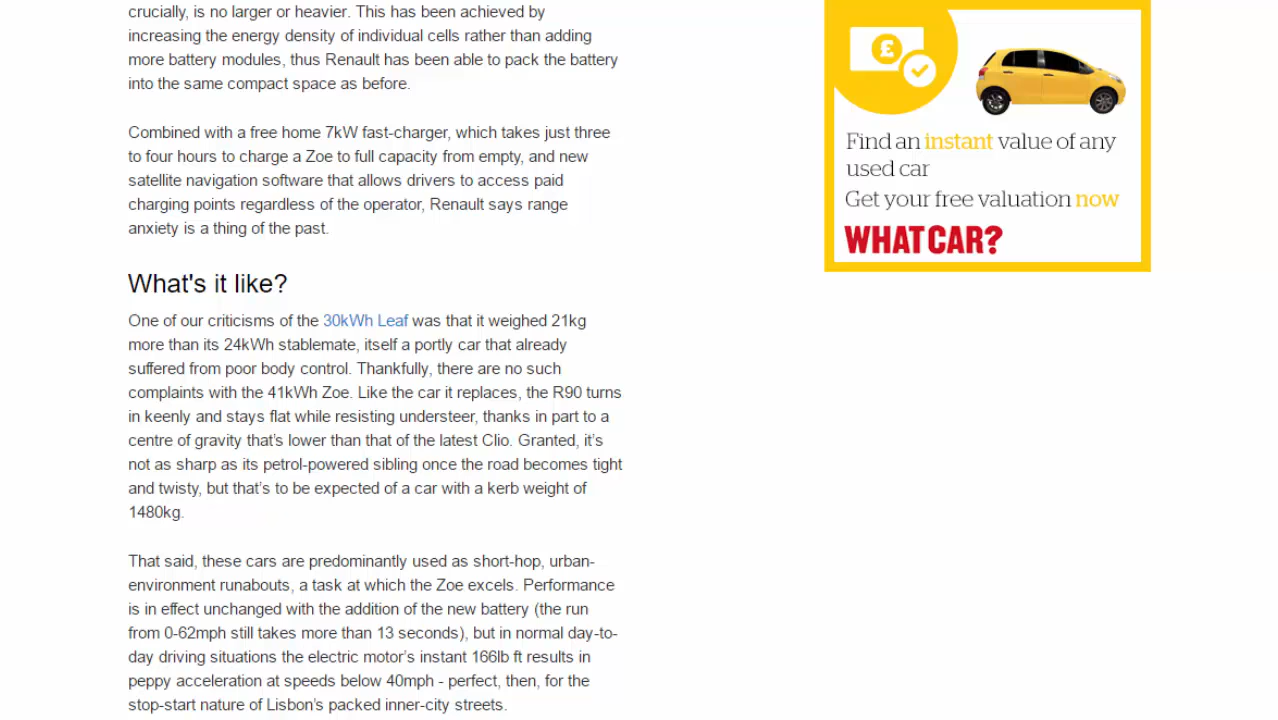 crucially, is no larger or heavier. This has been achieved by
increasing the energy density of individual cells rather than adding
more battery modules, thus Renault has been able to pack the battery
into the same compact space as before.
Combined with a free home 7kW fast-charger, which takes just three
to four hours to charge a Zoe to full capacity from empty, and new
satellite navigation software that allows drivers to access paid
charging points regardless of the operator, Renault says range
anxiety is a thing of the past.
What's it like?
One of our criticisms of the 30kWh Leaf was that it weighed 21kg
more than its 24kWh stablemate, itself a portly car that already
suffered from poor body control. Thankfully, there are no such
complaints with the 41kWh Zoe. Like the car it replaces, the R90 turns
in keenly and stays flat while resisting understeer, thanks in part to a
centre of gravity that’s lower than that of the latest Clio. Granted, it’s
not as sharp as its petrol-powered sibling once the road becomes tight
and twisty, but that’s to be expected of a car with a kerb weight of
1480kg.
That said, these cars are predominantly used as short-hop, urban-
environment runabouts, a task at which the Zoe excels. Performance
is in effect unchanged with the addition of the new battery (the run
from 0-62mph still takes more than 13 seconds), but in normal day-to-
day driving situations the electric motor’s instant 166lb ft results in
peppy acceleration at speeds below 40mph - perfect, then, for the
stop-start nature of Lisbon’s packed inner-city streets.
£
Find an instant value of any
used car
Get your free valuation now
WHAT CAR?